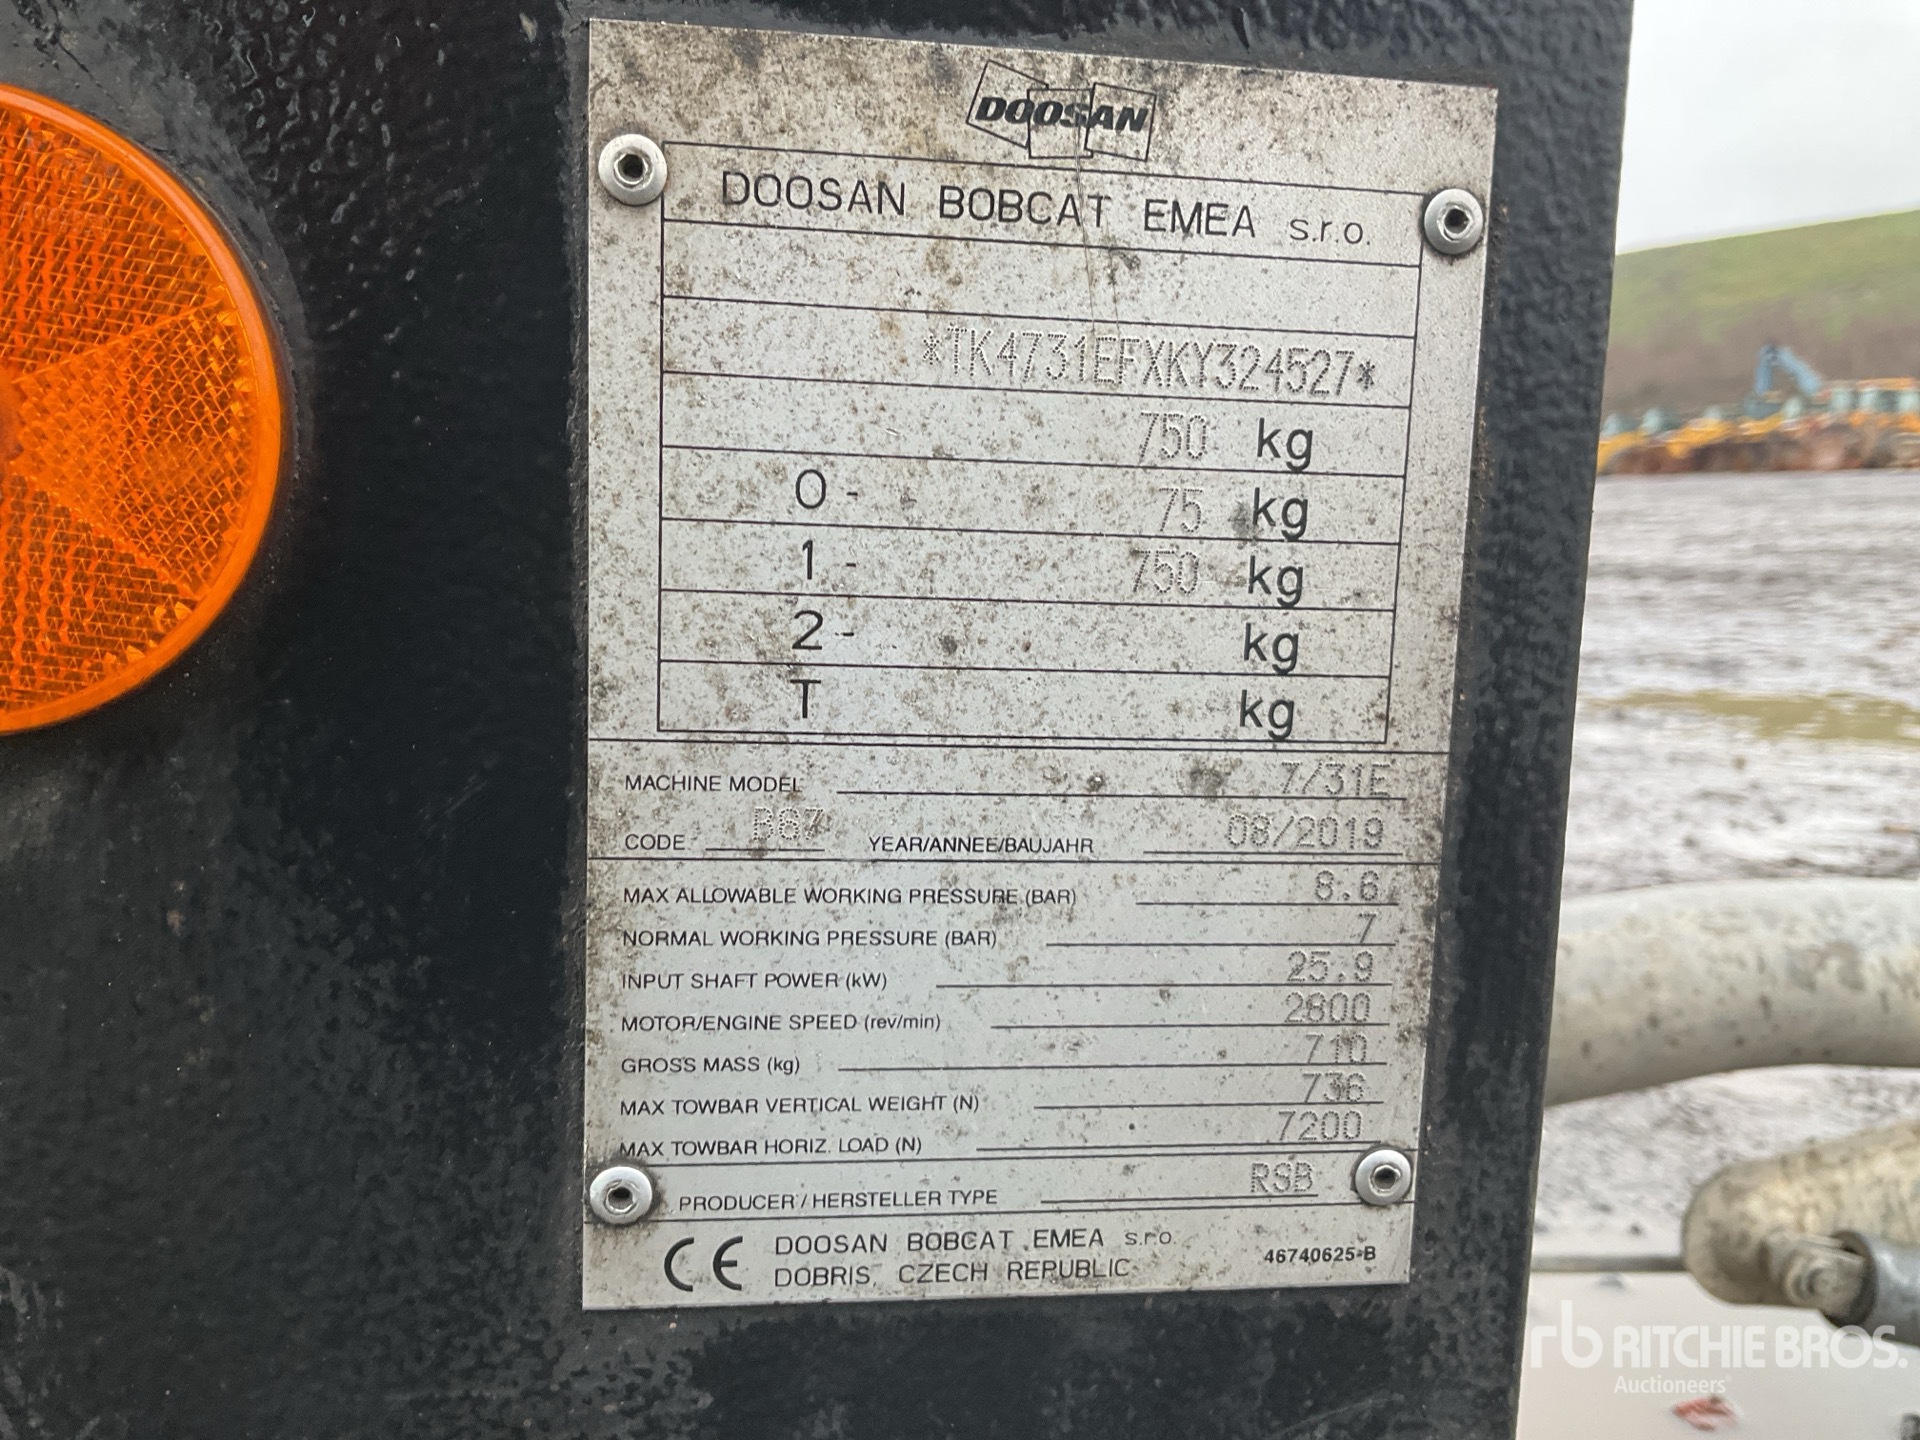 DOOSAN
DOOSAN BOBCAT EMEA s.r.o.
*TK4731EFXKY324527*
750 kg
0 - 75 kg
1 - 750 kg
2 - kg
T kg
MACHINE MODEL 7/31E
CODE B67 YEAR/ANNEE/BAUJAHR 08/2019
MAX ALLOWABLE WORKING PRESSURE (BAR) 8.6
NORMAL WORKING PRESSURE (BAR) 7
INPUT SHAFT POWER (kW) 25.9
MOTOR/ENGINE SPEED (rev/min) 2800
GROSS MASS (kg) 710
MAX TOWBAR VERTICAL WEIGHT (N) 736
MAX TOWBAR HORIZ. LOAD (N) 7200
PRODUCER/HERSTELLER TYPE RSB
CE DOOSAN BOBCAT EMEA s.r.o.
DOBRIS, CZECH REPUBLIC 46740625-B
rb RITCHIE BROS.
Auctioneers